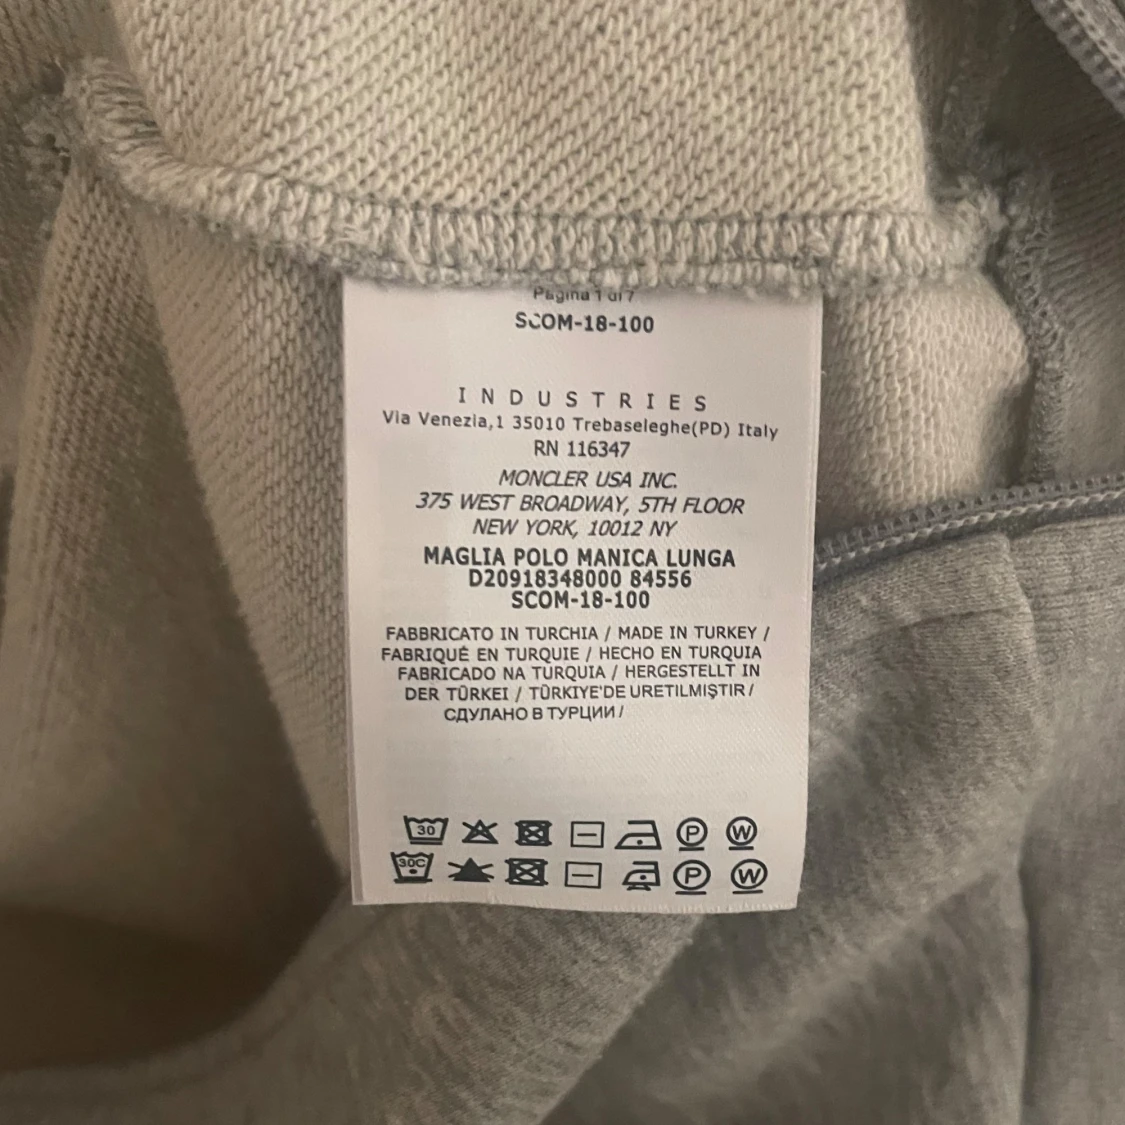 Pagina 1 di 7
SCOM-18-100
INDUSTRIES
Via Venezia,1 35010 Trebaseleghe(PD) Italy
RN 116347
MONCLER USA INC.
375 WEST BROADWAY, 5TH FLOOR
NEW YORK, 10012 NY
MAGLIA POLO MANICA LUNGA
D20918348000 84556
SCOM-18-100
FABBRICATO IN TURCHIA / MADE IN TURKEY /
FABRIQUÉ EN TURQUIE / HECHO EN TURQUIA
FABRICADO NA TURQUIA / HERGESTELLT IN
DER TÜRKEI / TÜRKIYE'DE URETILMIŞTIR /
СДУЛАНО В ТУРЦИИ /
30 P W
30C P W